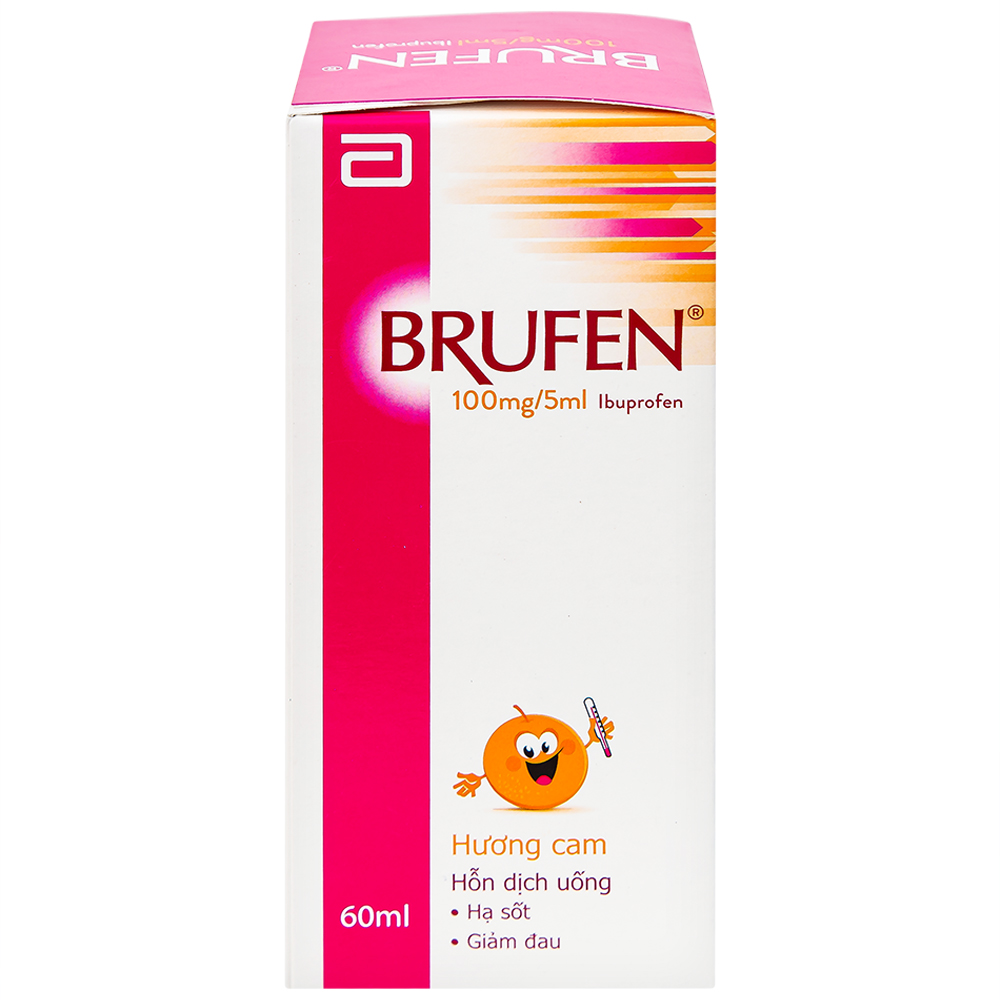 BRUFEN®
100mg/5ml Ibuprofen
BRUFEN®
100mg/5ml Ibuprofen
Hương cam
Hỗn dịch uống
• Hạ sốt
• Giảm đau
60ml